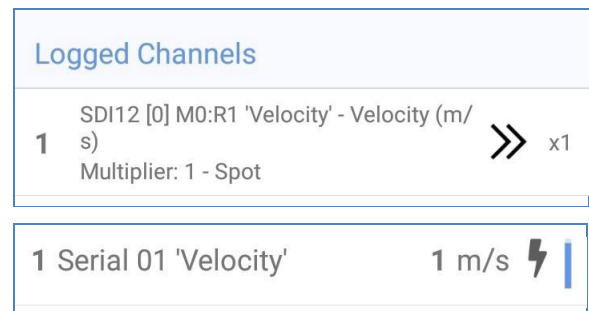 Logged Channels
SDI12 [0] M0:R1 'Velocity' - Velocity (m/
1 s) x1
Multiplier: 1 - Spot
1 Serial 01 'Velocity' 1 m/s